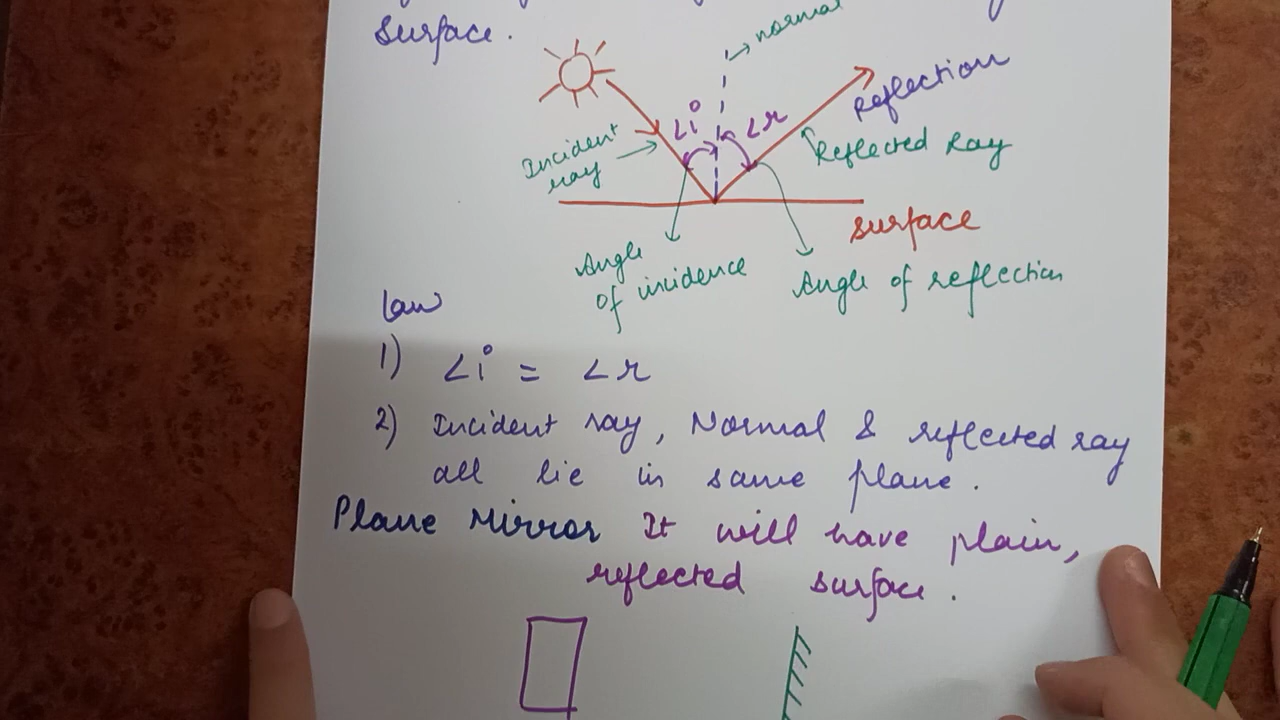 surface.
normal
Reflection
∠i
∠r
Incident
ray
Reflected Ray
surface
Angle
of incidence
Angle of reflection
law
1) ∠i = ∠r
2) Incident ray, Normal & reflected ray
all lie in same plane.
Plane Mirror It will have plain,
reflected surface.